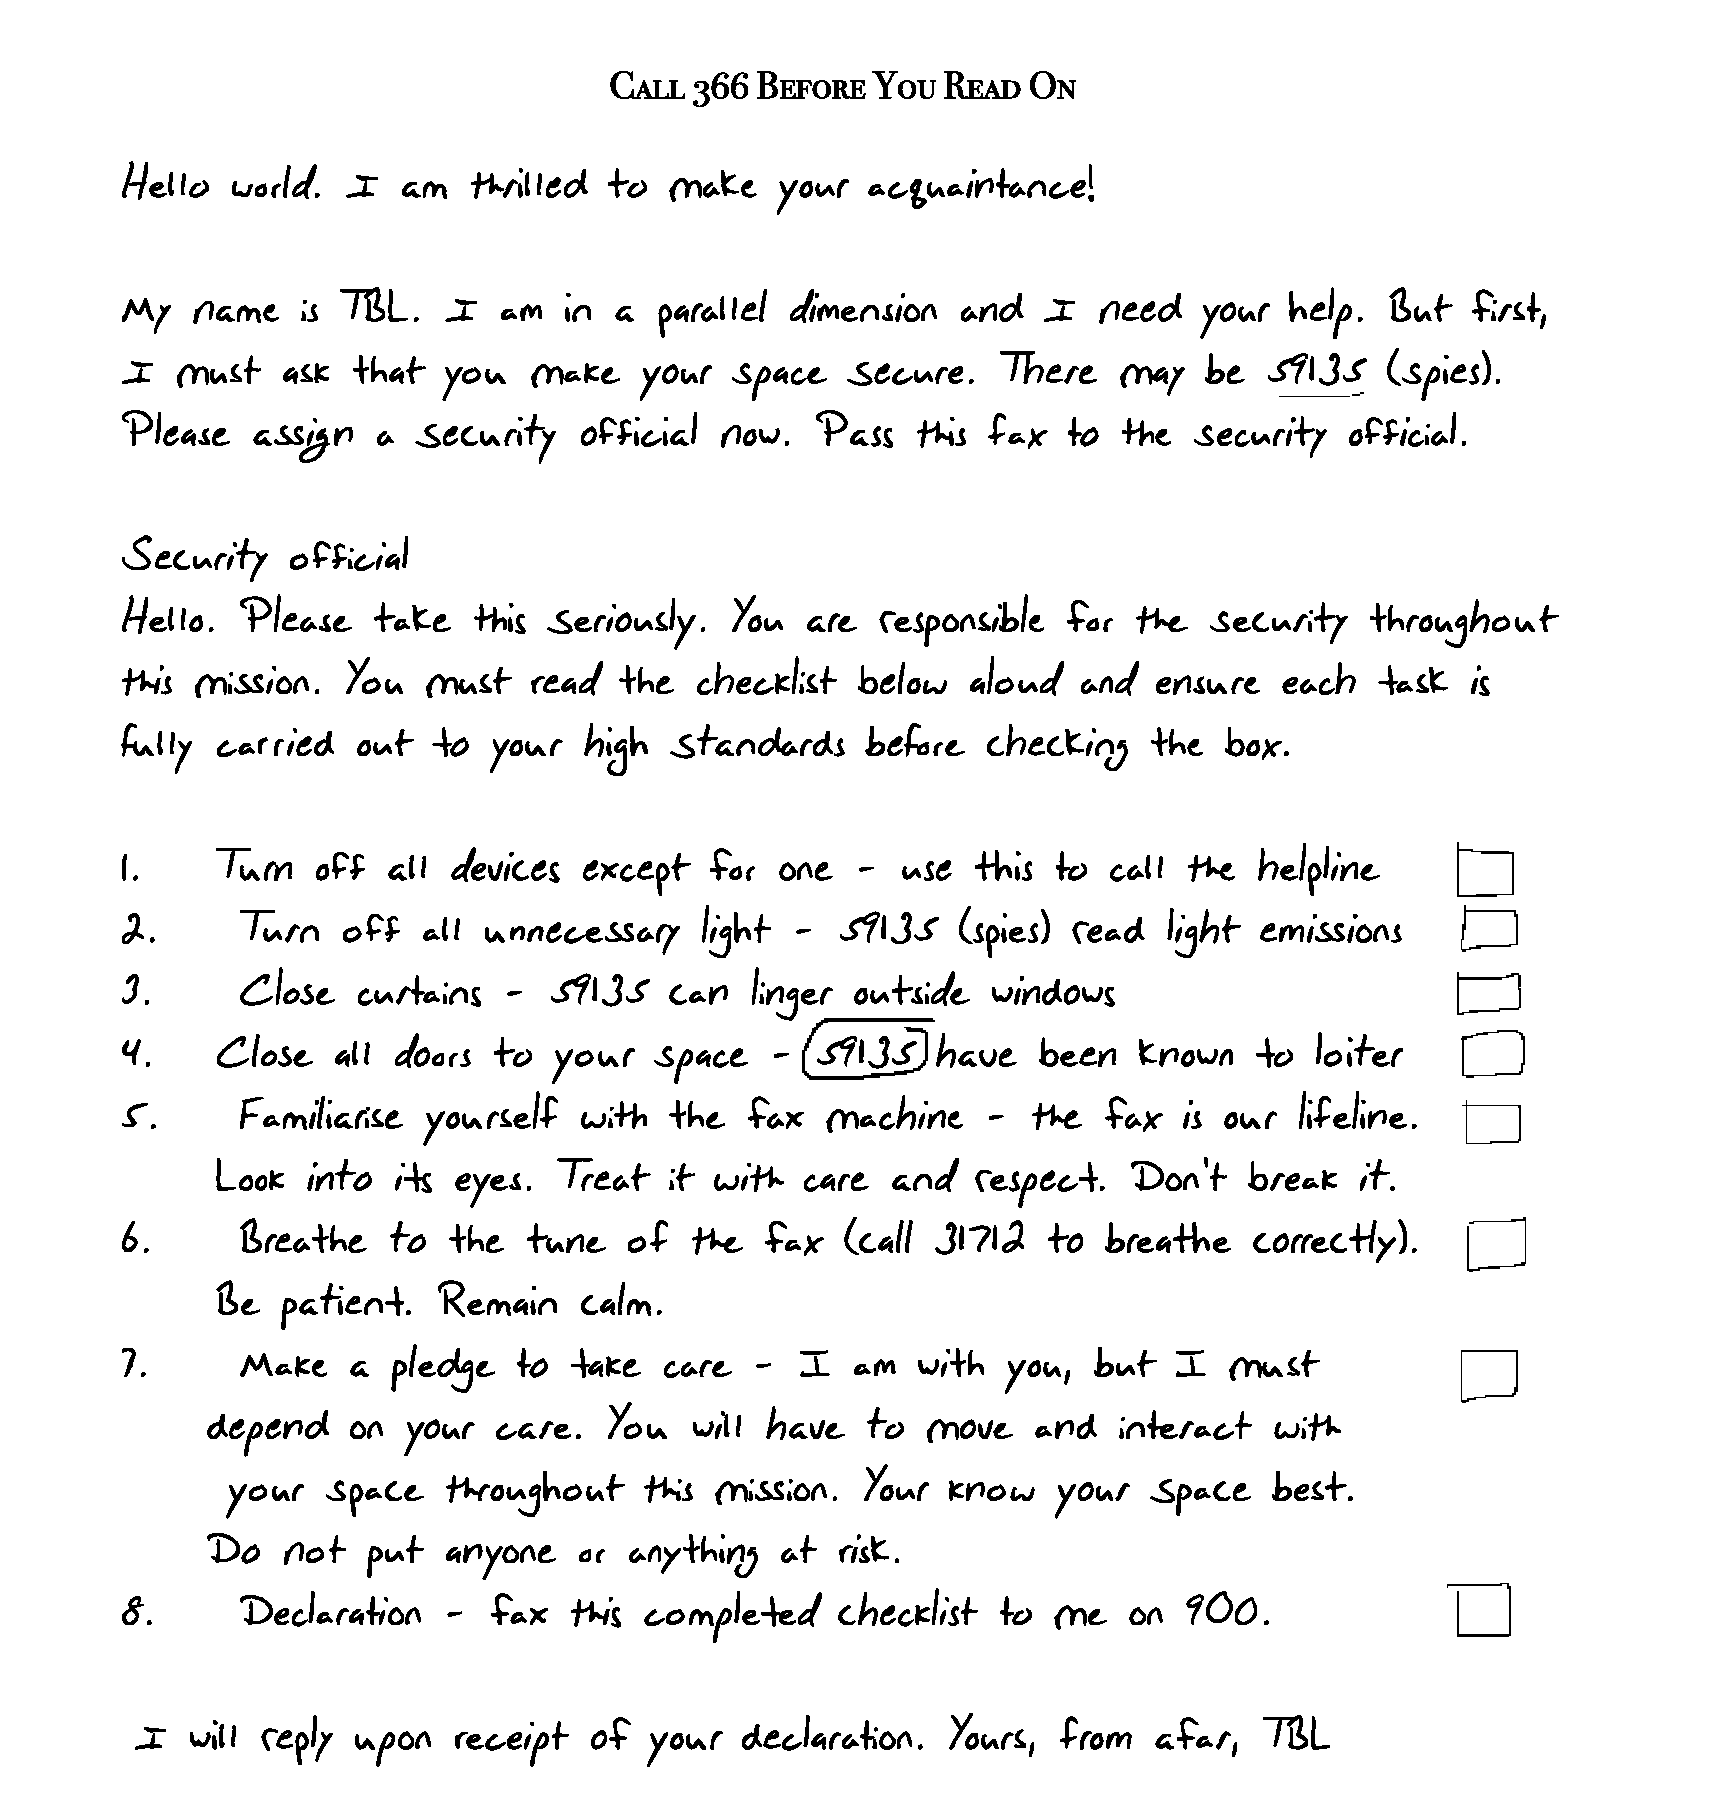 CALL 366 BEFORE YOU READ ON
Hello world. I am thrilled to make your acquaintance!
My name is TBL. I am in a parallel dimension and I need your help. But first,
I must ask that you make your space secure. There may be 59135 (spies).
Please assign a security official now. Pass this fax to the security official.
Security official
Hello. Please take this seriously. You are responsible for the security throughout
this mission. You must read the checklist below aloud and ensure each task is
fully carried out to your high standards before checking the box.
1. Turn off all devices except for one - use this to call the helpline
2. Turn off all unnecessary light - 59135 (spies) read light emissions
3. Close curtains - 59135 can linger outside windows
4. Close all doors to your space - 59135 have been known to loiter
5. Familiarise yourself with the fax machine - the fax is our lifeline.
Look into its eyes. Treat it with care and respect. Don't break it.
6. Breathe to the tune of the fax (call 31712 to breathe correctly).
Be patient. Remain calm.
7. Make a pledge to take care - I am with you, but I must
depend on your care. You will have to move and interact with
your space throughout this mission. Your know your space best.
Do not put anyone or anything at risk.
8. Declaration - fax this completed checklist to me on 900.
I will reply upon receipt of your declaration. Yours, from afar, TBL